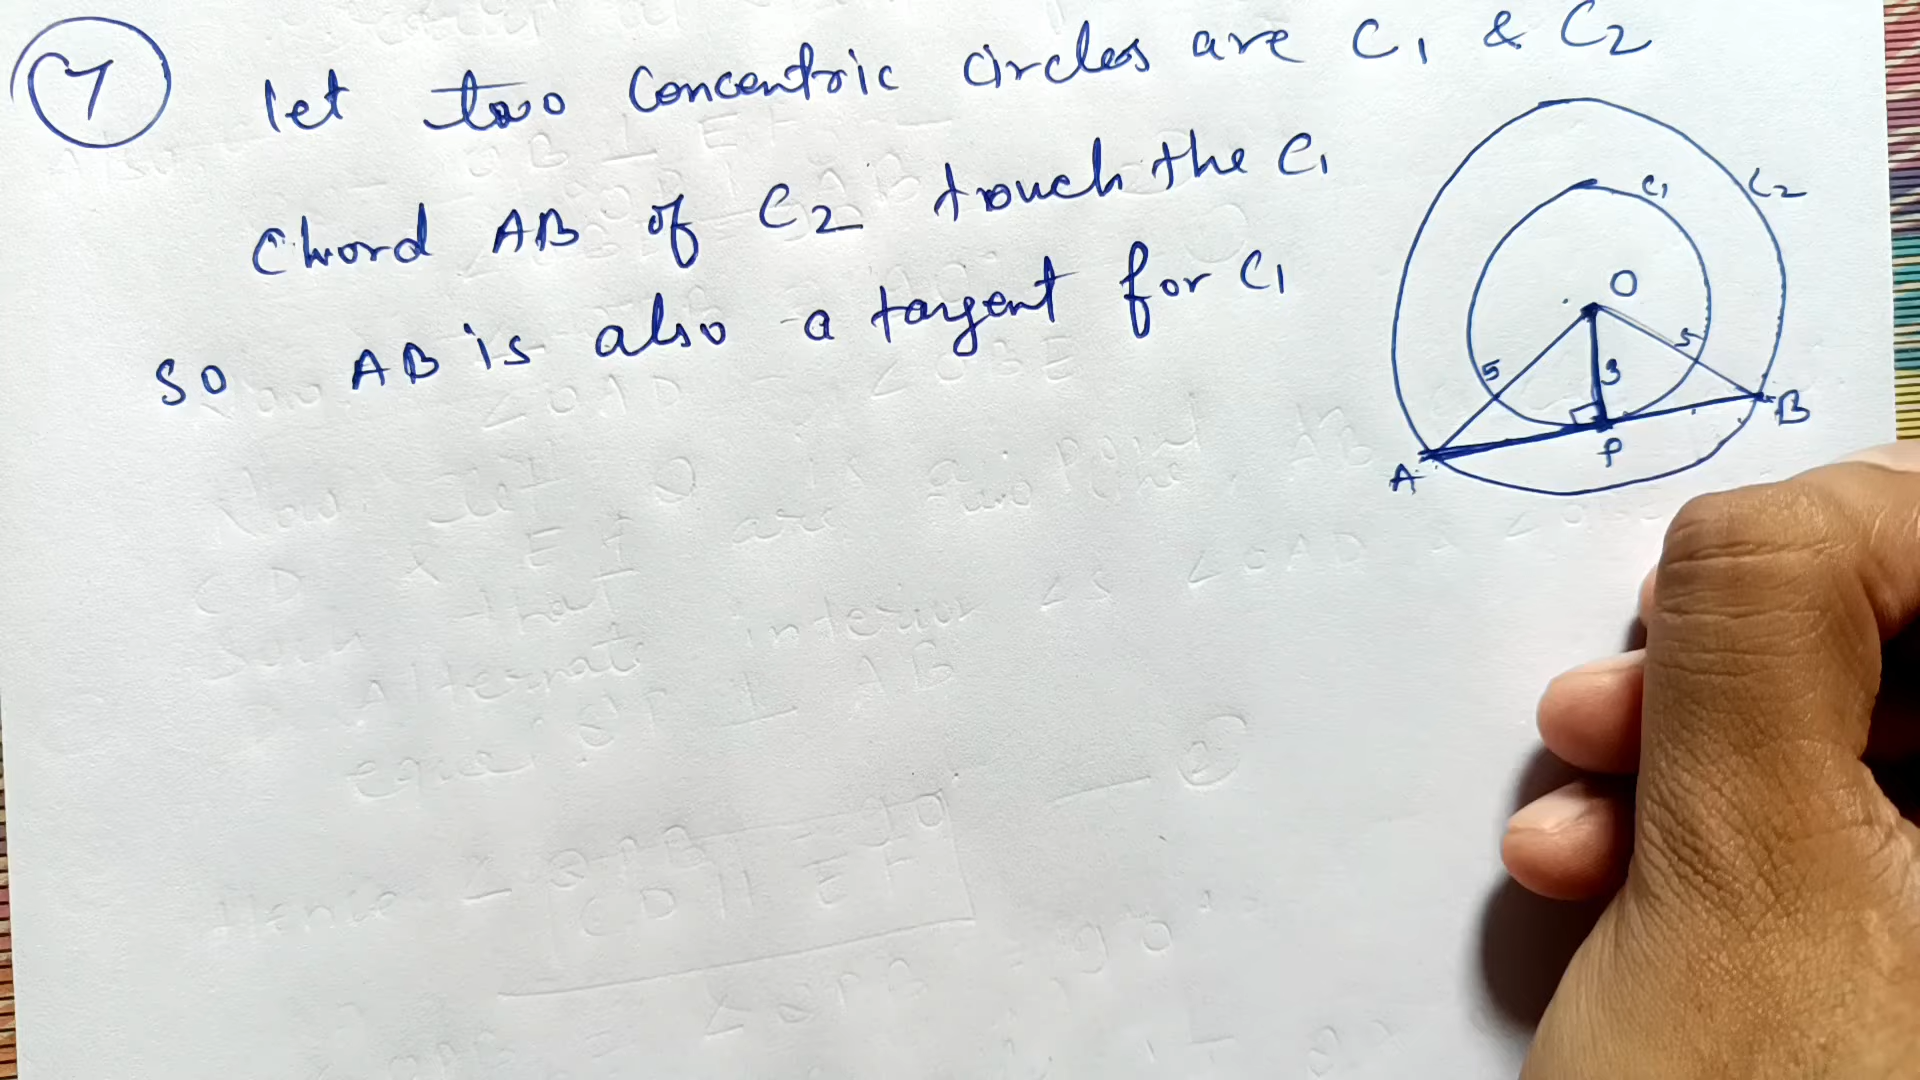 7
let two Concentric circles are C1 & C2
Chord AB of C2 touch the C1
so AB is also a tangent for C1
C2
C1
O
5
5
3
B
A
P